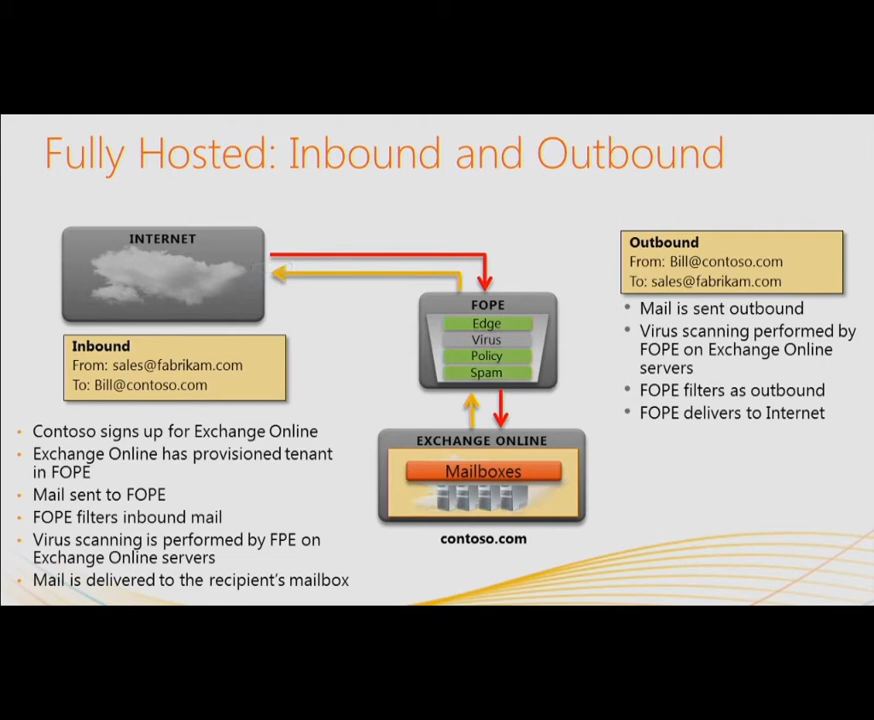 Fully Hosted: Inbound and Outbound
INTERNET
Inbound
From: sales@fabrikam.com
To: Bill@contoso.com
• Contoso signs up for Exchange Online
• Exchange Online has provisioned tenant
in FOPE
• Mail sent to FOPE
• FOPE filters inbound mail
• Virus scanning is performed by FPE on
Exchange Online servers
• Mail is delivered to the recipient's mailbox
FOPE
Edge
Virus
Policy
Spam
EXCHANGE ONLINE
Mailboxes
contoso.com
Outbound
From: Bill@contoso.com
To: sales@fabrikam.com
• Mail is sent outbound
• Virus scanning performed by
FOPE on Exchange Online
servers
• FOPE filters as outbound
• FOPE delivers to Internet